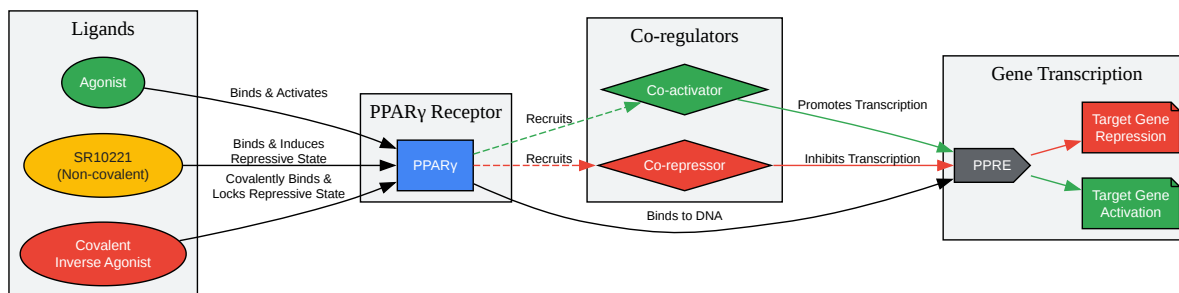 Ligands
Agonist
SR10221
(Non-covalent)
Covalent
Inverse Agonist
Binds & Activates
Binds & Induces
Repressive State
Covalently Binds &
Locks Repressive State
PPARγ Receptor
PPARγ
Recruits
Recruits
Binds to DNA
Co-regulators
Co-activator
Co-repressor
Promotes Transcription
Inhibits Transcription
Gene Transcription
PPRE
Target Gene
Repression
Target Gene
Activation